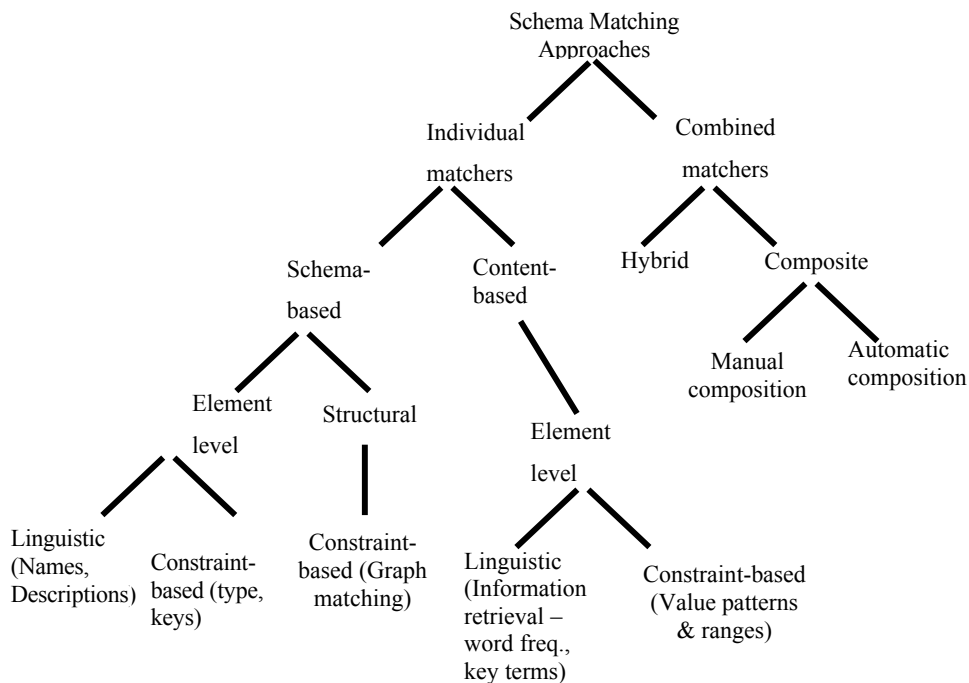 Schema Matching
Approaches
Individual
matchers
Combined
matchers
Schema-
based
Content-
based
Hybrid
Composite
Manual
composition
Automatic
composition
Element
level
Structural
Element
level
Linguistic
(Names,
Descriptions)
Constraint-
based (type,
keys)
Constraint-
based (Graph
matching)
Linguistic
(Information
retrieval –
word freq.,
key terms)
Constraint-based
(Value patterns
& ranges)